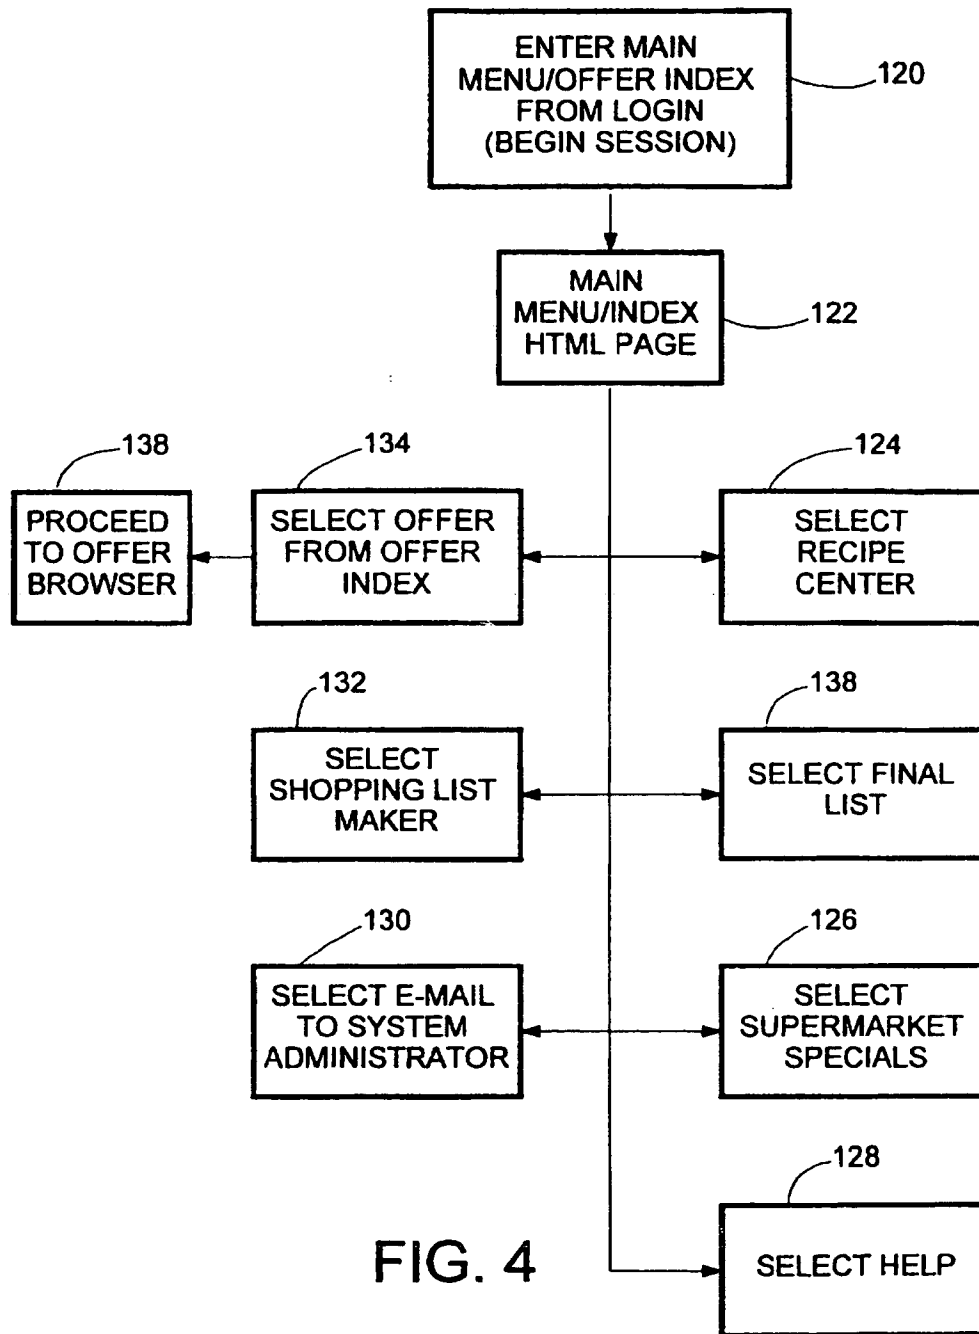 ENTER MAIN
MENU/OFFER INDEX
FROM LOGIN
(BEGIN SESSION)
120
MAIN
MENU/INDEX
HTML PAGE
122
138
134
124
PROCEED
TO OFFER
BROWSER
SELECT OFFER
FROM OFFER
INDEX
SELECT
RECIPE
CENTER
132
138
SELECT
SHOPPING LIST
MAKER
SELECT FINAL
LIST
130
126
SELECT E-MAIL
TO SYSTEM
ADMINISTRATOR
SELECT
SUPERMARKET
SPECIALS
128
SELECT HELP
FIG. 4